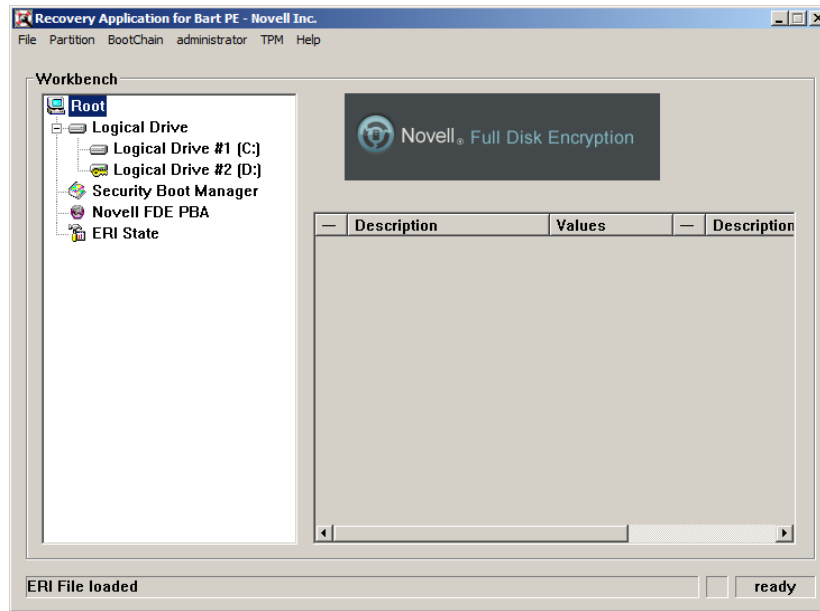 Recovery Application for Bart PE - Novell Inc.
File Partition BootChain administrator TPM Help
Workbench
Root
Logical Drive
Logical Drive #1 (C:)
Logical Drive #2 (D:)
Security Boot Manager
Novell FDE PBA
ERI State
Novell® Full Disk Encryption
— Description Values — Description
ERI File loaded
ready